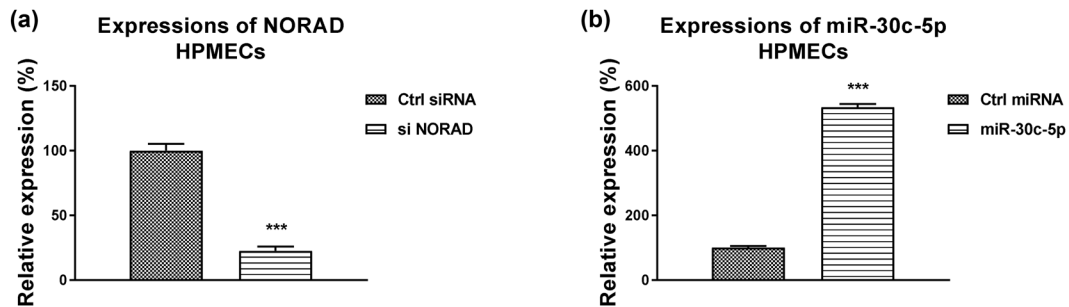 (a)
Expressions of NORAD
HPMECs
Relative expression (%)
150
100
50
0
***
Ctrl siRNA
si NORAD
(b)
Expressions of miR-30c-5p
HPMECs
Relative expression (%)
600
400
200
0
***
Ctrl miRNA
miR-30c-5p